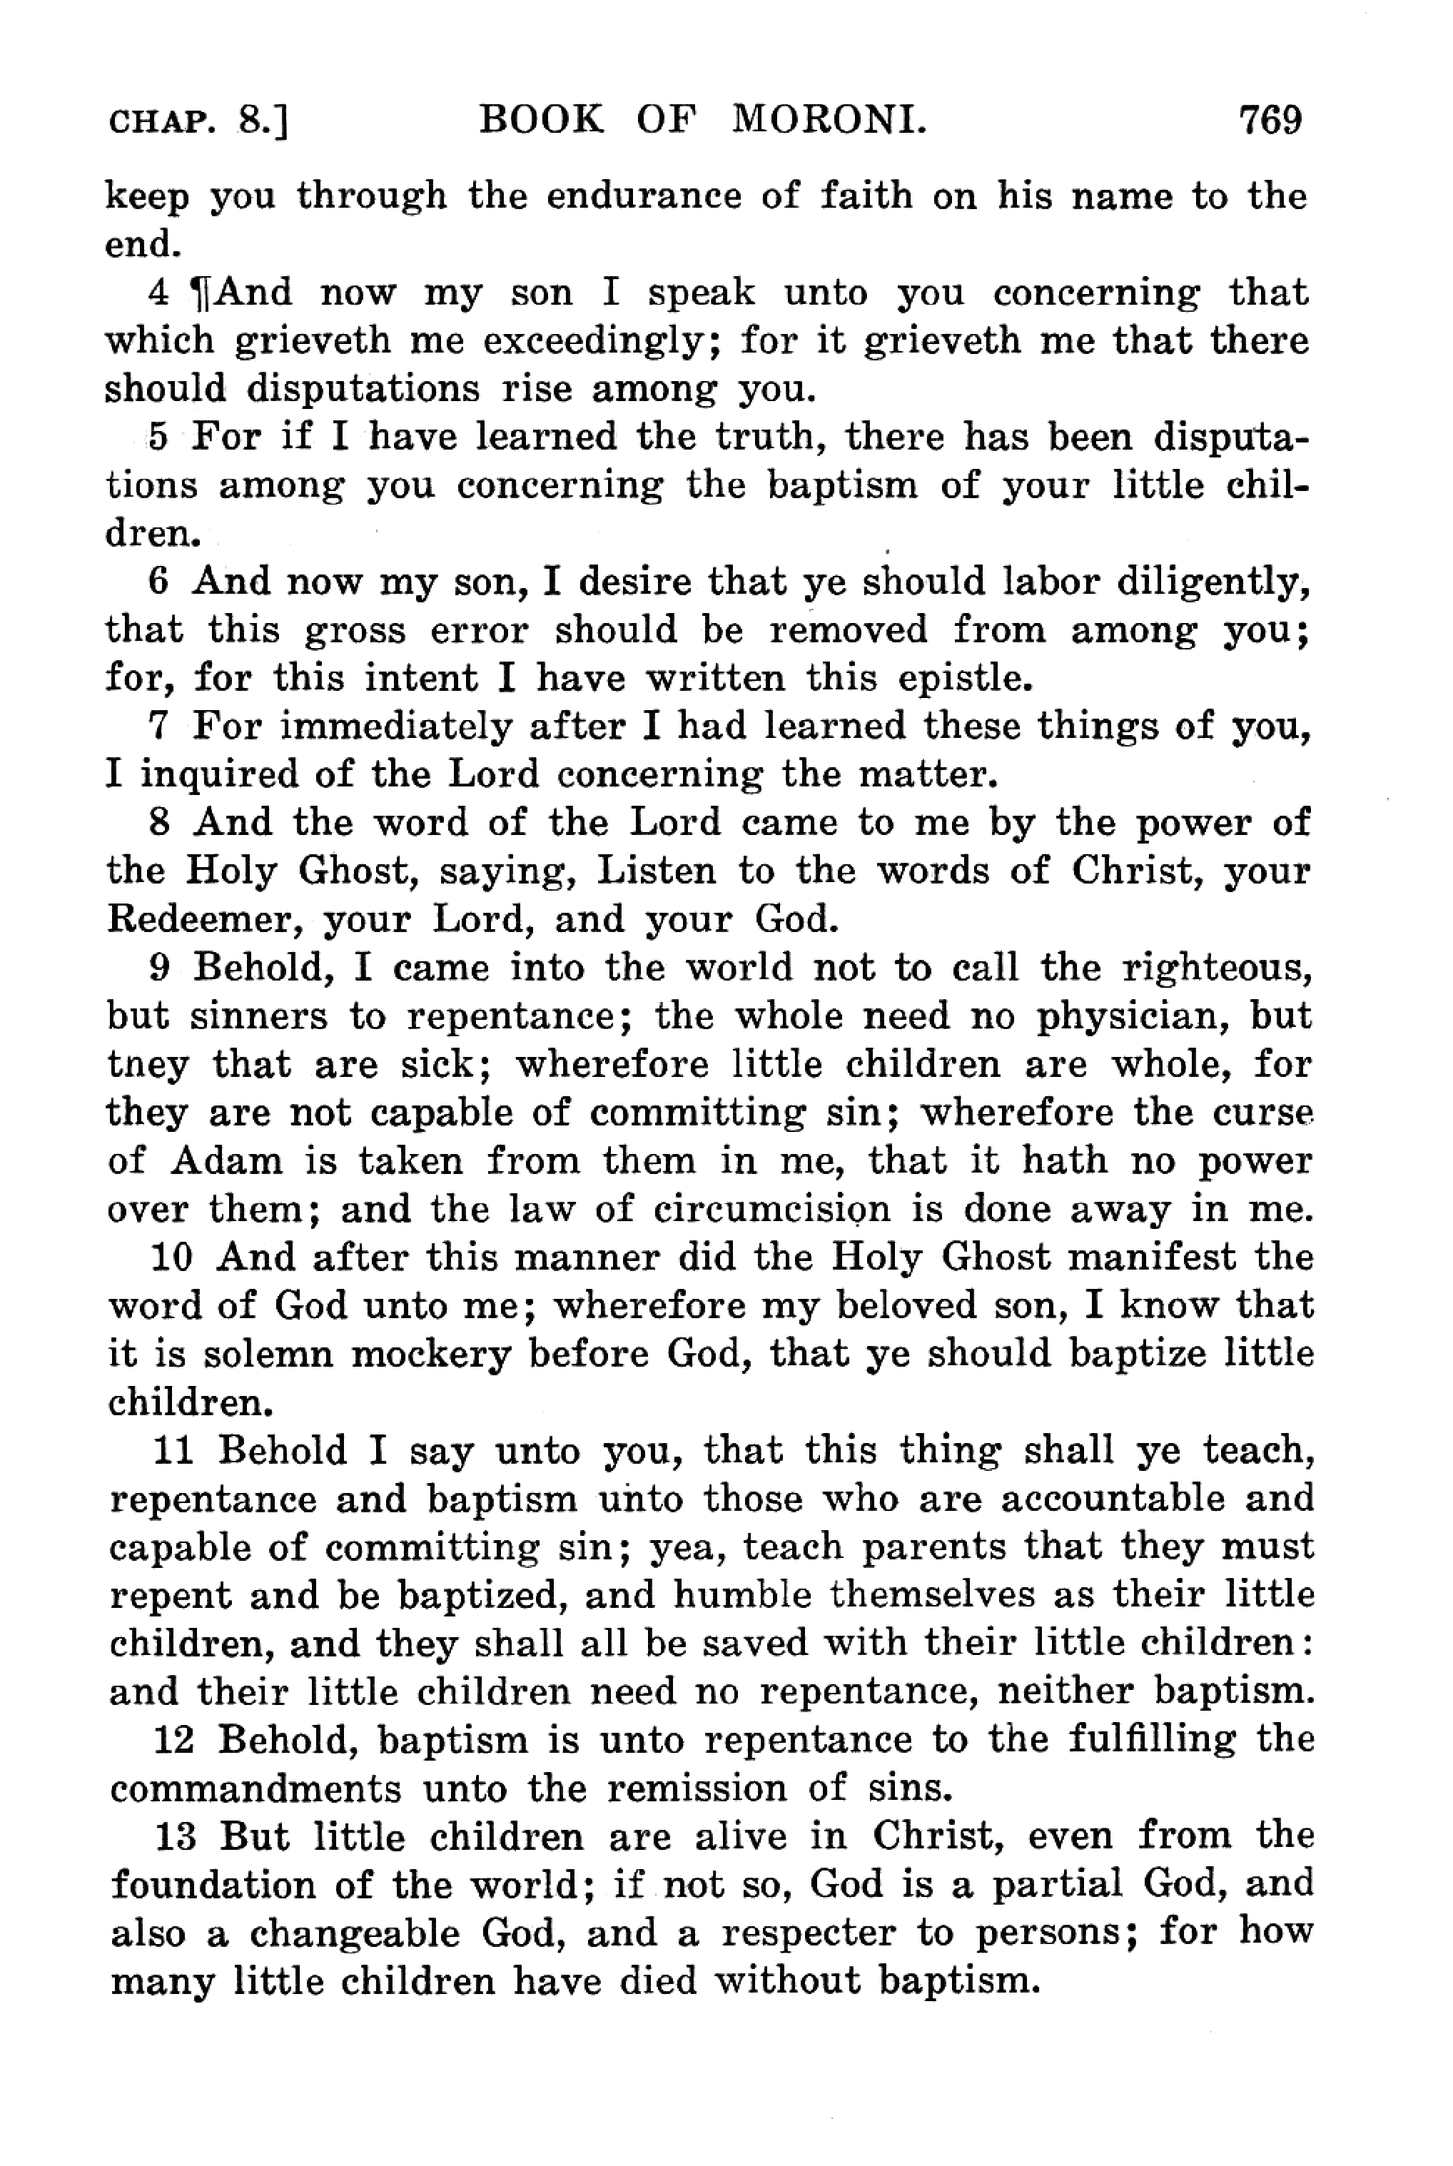 CHAP. 8.] BOOK OF MORONI. 769
keep you through the endurance of faith on his name to the
end.
4 ¶And now my son I speak unto you concerning that
which grieveth me exceedingly; for it grieveth me that there
should disputations rise among you.
5 For if I have learned the truth, there has been disputa-
tions among you concerning the baptism of your little chil-
dren.
6 And now my son, I desire that ye should labor diligently,
that this gross error should be removed from among you;
for, for this intent I have written this epistle.
7 For immediately after I had learned these things of you,
I inquired of the Lord concerning the matter.
8 And the word of the Lord came to me by the power of
the Holy Ghost, saying, Listen to the words of Christ, your
Redeemer, your Lord, and your God.
9 Behold, I came into the world not to call the righteous,
but sinners to repentance; the whole need no physician, but
tney that are sick; wherefore little children are whole, for
they are not capable of committing sin; wherefore the curse
of Adam is taken from them in me, that it hath no power
over them; and the law of circumcision is done away in me.
10 And after this manner did the Holy Ghost manifest the
word of God unto me; wherefore my beloved son, I know that
it is solemn mockery before God, that ye should baptize little
children.
11 Behold I say unto you, that this thing shall ye teach,
repentance and baptism unto those who are accountable and
capable of committing sin; yea, teach parents that they must
repent and be baptized, and humble themselves as their little
children, and they shall all be saved with their little children:
and their little children need no repentance, neither baptism.
12 Behold, baptism is unto repentance to the fulfilling the
commandments unto the remission of sins.
13 But little children are alive in Christ, even from the
foundation of the world; if not so, God is a partial God, and
also a changeable God, and a respecter to persons; for how
many little children have died without baptism.